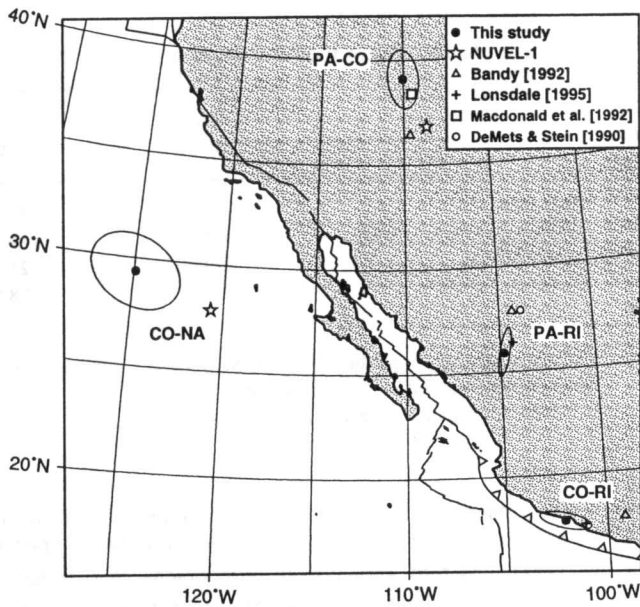 40°N
30°N
20°N
120°W
110°W
100°W
PA-CO
CO-NA
PA-RI
CO-RI
This study
NUVEL-1
Bandy [1992]
Lonsdale [1995]
Macdonald et al. [1992]
DeMets & Stein [1990]